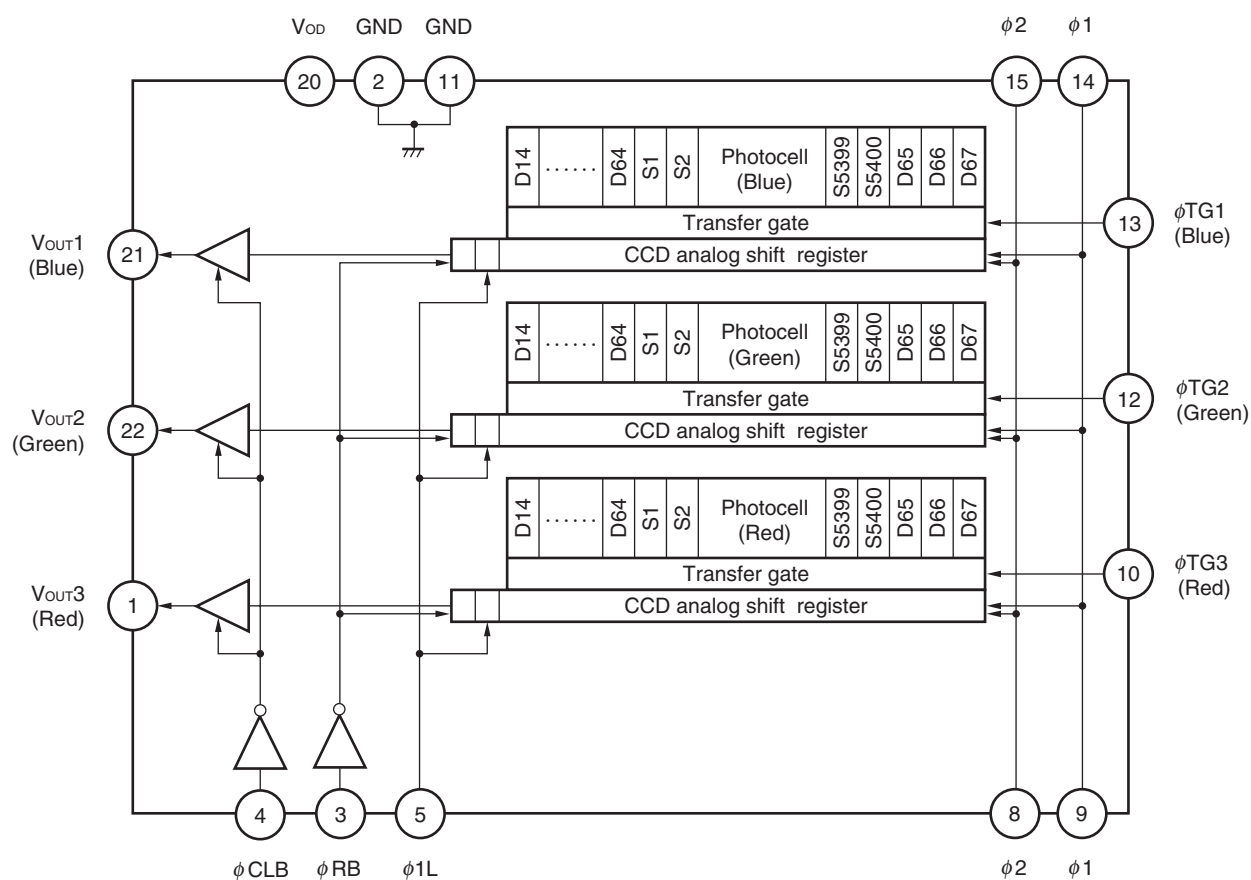 VOD GND GND φ2 φ1
20 2 11 15 14
D14 ...... D64 S1 S2 Photocell (Blue) S5399 S5400 D65 D66 D67
Transfer gate
13 φTG1 (Blue)
VOUT1 (Blue) 21
CCD analog shift register
D14 ...... D64 S1 S2 Photocell (Green) S5399 S5400 D65 D66 D67
Transfer gate
12 φTG2 (Green)
VOUT2 (Green) 22
CCD analog shift register
D14 ...... D64 S1 S2 Photocell (Red) S5399 S5400 D65 D66 D67
Transfer gate
10 φTG3 (Red)
VOUT3 (Red) 1
CCD analog shift register
4 3 5 8 9
φCLB φRB φ1L φ2 φ1